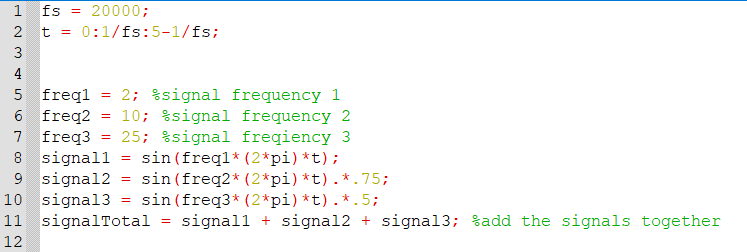 1 fs = 20000;
2 t = 0:1/fs:5-1/fs;
3
4
5 freq1 = 2; %signal frequency 1
6 freq2 = 10; %signal frequency 2
7 freq3 = 25; %signal freqiency 3
8 signal1 = sin(freq1*(2*pi)*t);
9 signal2 = sin(freq2*(2*pi)*t).*.75;
10 signal3 = sin(freq3*(2*pi)*t).*.5;
11 signalTotal = signal1 + signal2 + signal3; %add the signals together
12